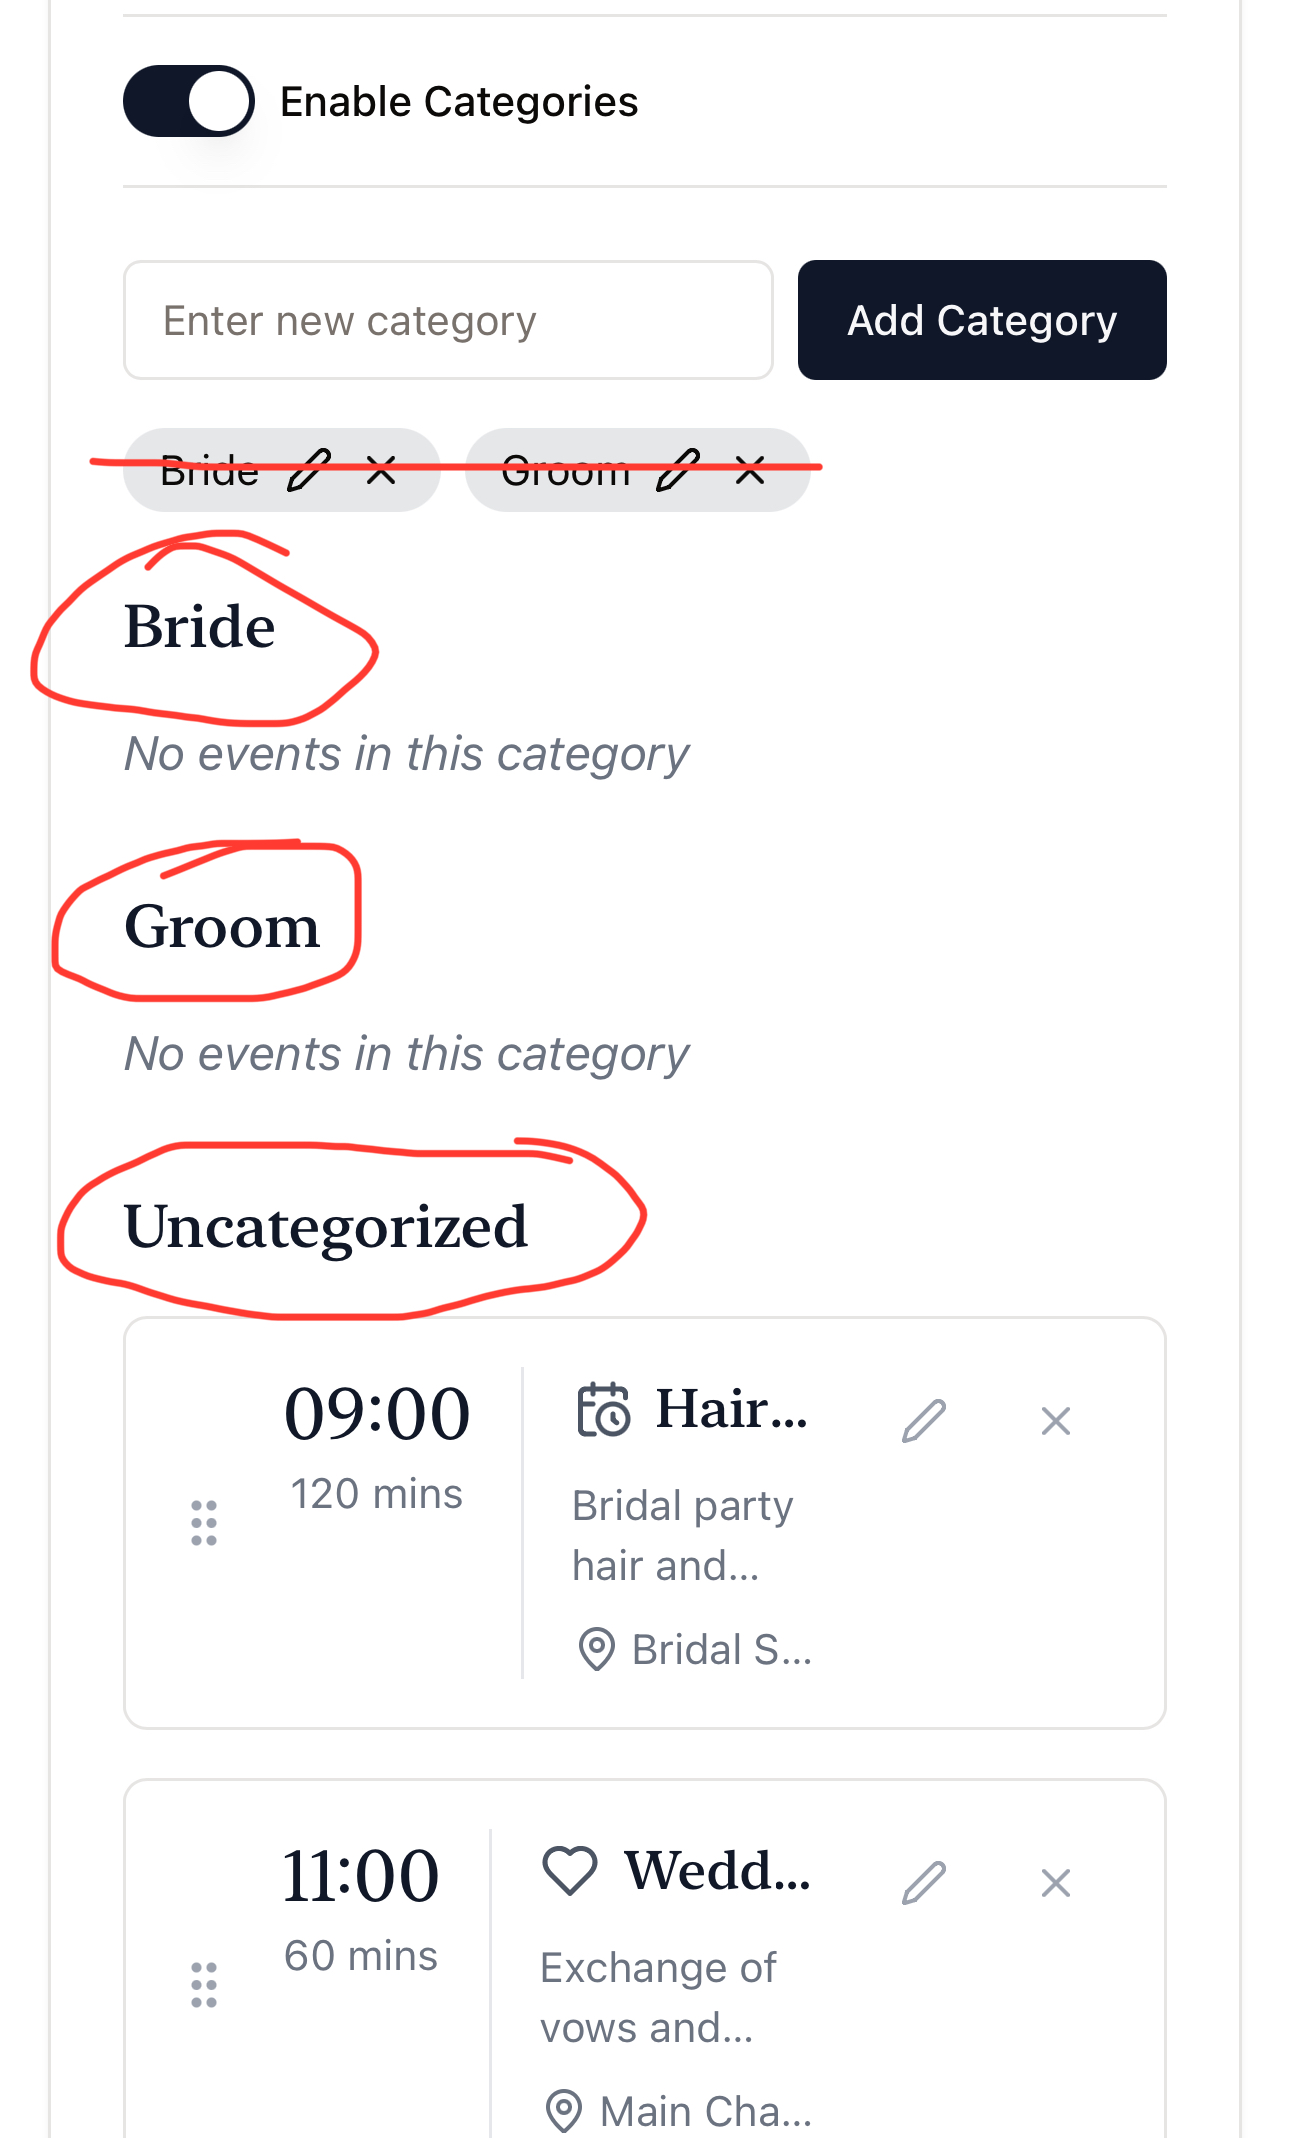 Enable Categories
Enter new category
Add Category
Bride
Groom
Bride
No events in this category
Groom
No events in this category
Uncategorized
09:00
120 mins
Hair...
Bridal party
hair and...
Bridal S...
11:00
60 mins
Wedd...
Exchange of
vows and...
Main Cha...